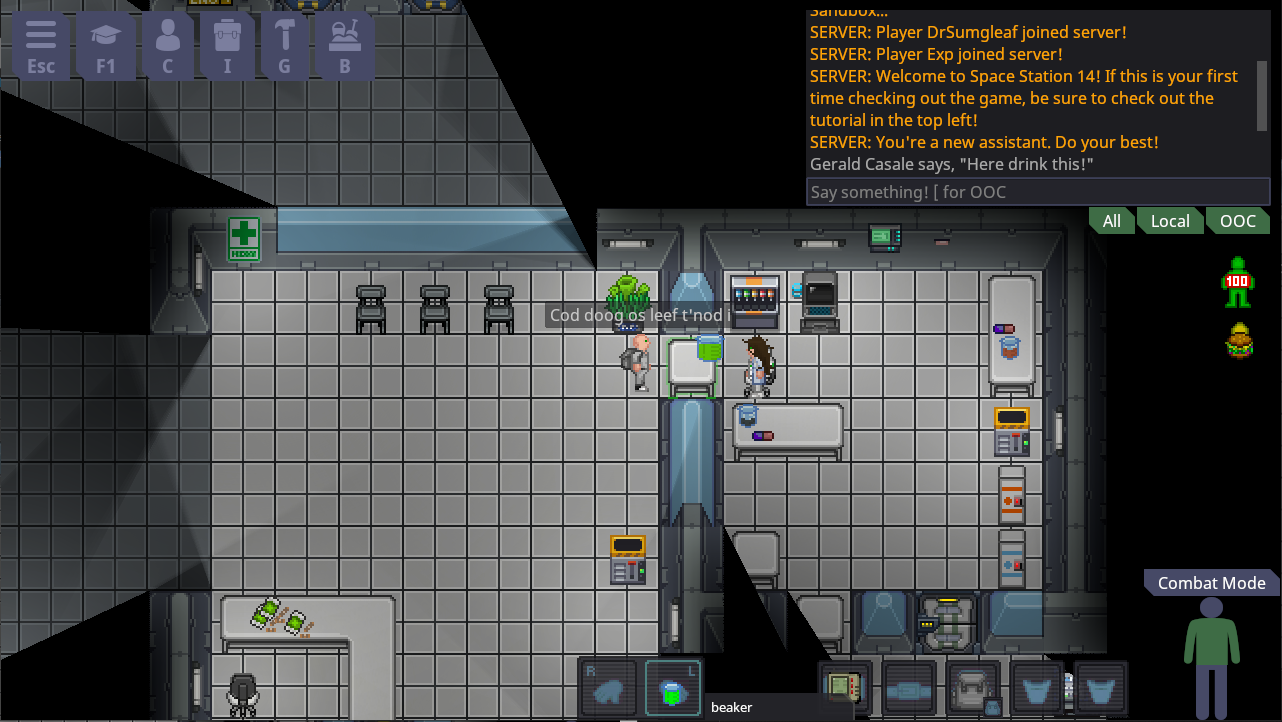 Esc
F1
C
I
G
B
Sandbox...
SERVER: Player DrSumgleaf joined server!
SERVER: Player Exp joined server!
SERVER: Welcome to Space Station 14! If this is your first
time checking out the game, be sure to check out the
tutorial in the top left!
SERVER: You're a new assistant. Do your best!
Gerald Casale says, "Here drink this!"
Say something! [ for OOC
All
Local
OOC
100
Cod doog os leef t'nod i
Combat Mode
R
L
beaker